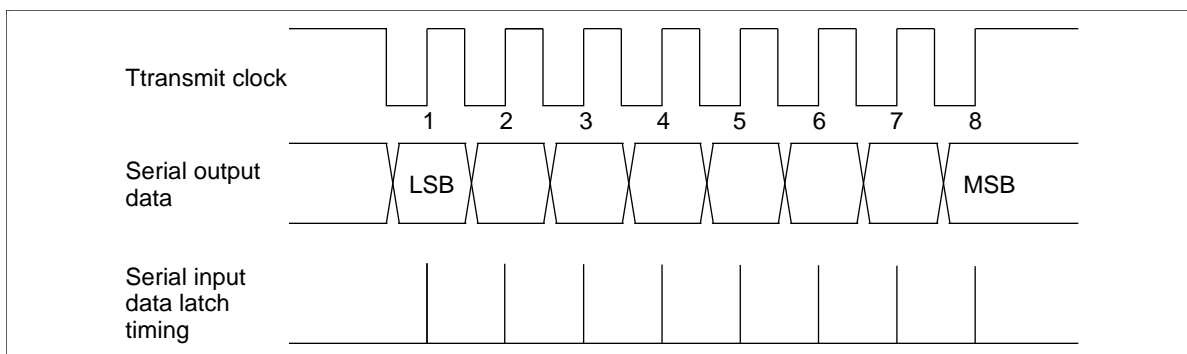 Ttransmit clock
1 2 3 4 5 6 7 8
Serial output
data
LSB
MSB
Serial input
data latch
timing